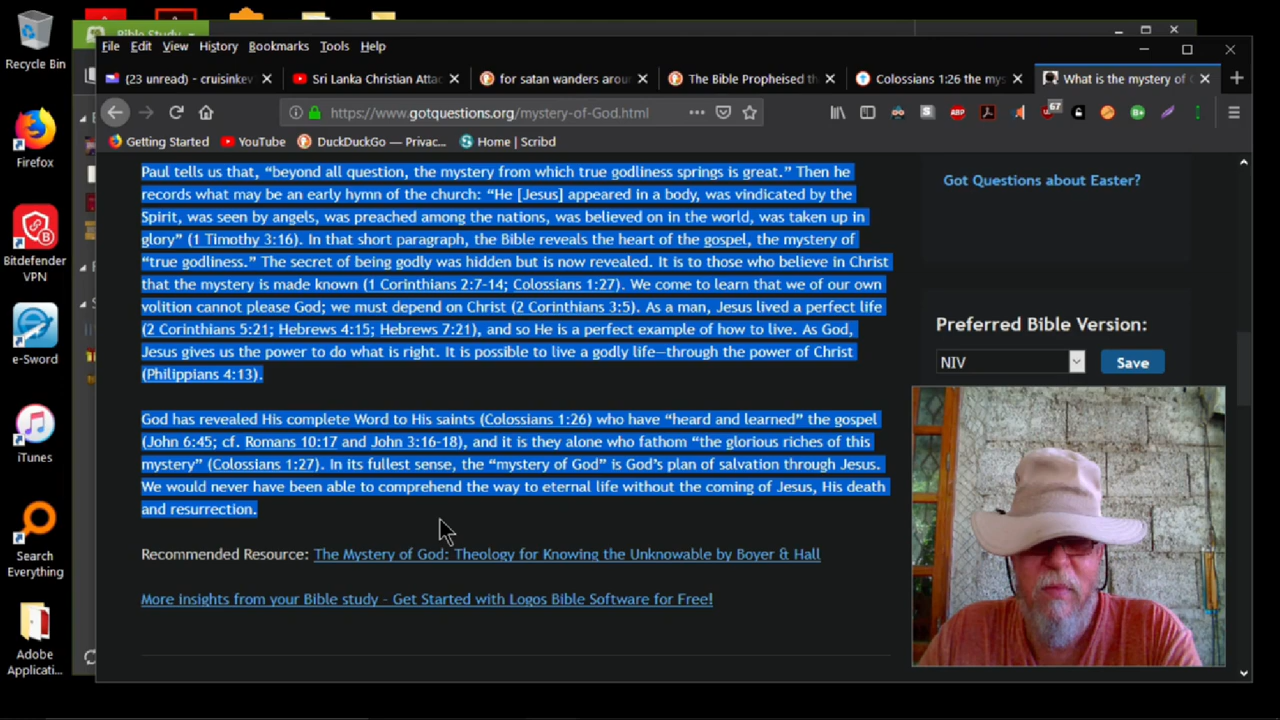 Recycle Bin
Firefox
Bitdefender
VPN
e-Sword
iTunes
Search
Everything
Adobe
Applicati...
Bible Study
File Edit View History Bookmarks Tools Help
(23 unread) - cruisinkev
Sri Lanka Christian Attac
for satan wanders arou
The Bible Propheised th
Colossians 1:26 the mys
What is the mystery of
https://www.gotquestions.org/mystery-of-God.html
ABP
67
Getting Started YouTube DuckDuckGo — Privac... Home | Scribd
Paul tells us that, “beyond all question, the mystery from which true godliness springs is great.” Then he
records what may be an early hymn of the church: “He [Jesus] appeared in a body, was vindicated by the
Spirit, was seen by angels, was preached among the nations, was believed on in the world, was taken up in
glory” (1 Timothy 3:16). In that short paragraph, the Bible reveals the heart of the gospel, the mystery of
“true godliness.” The secret of being godly was hidden but is now revealed. It is to those who believe in Christ
that the mystery is made known (1 Corinthians 2:7-14; Colossians 1:27). We come to learn that we of our own
volition cannot please God; we must depend on Christ (2 Corinthians 3:5). As a man, Jesus lived a perfect life
(2 Corinthians 5:21; Hebrews 4:15; Hebrews 7:21), and so He is a perfect example of how to live. As God,
Jesus gives us the power to do what is right. It is possible to live a godly life—through the power of Christ
(Philippians 4:13).
God has revealed His complete Word to His saints (Colossians 1:26) who have “heard and learned” the gospel
(John 6:45; cf. Romans 10:17 and John 3:16-18), and it is they alone who fathom “the glorious riches of this
mystery” (Colossians 1:27). In its fullest sense, the “mystery of God” is God’s plan of salvation through Jesus.
We would never have been able to comprehend the way to eternal life without the coming of Jesus, His death
and resurrection.
Recommended Resource: The Mystery of God: Theology for Knowing the Unknowable by Boyer & Hall
More insights from your Bible study - Get Started with Logos Bible Software for Free!
Got Questions about Easter?
Preferred Bible Version:
NIV
Save